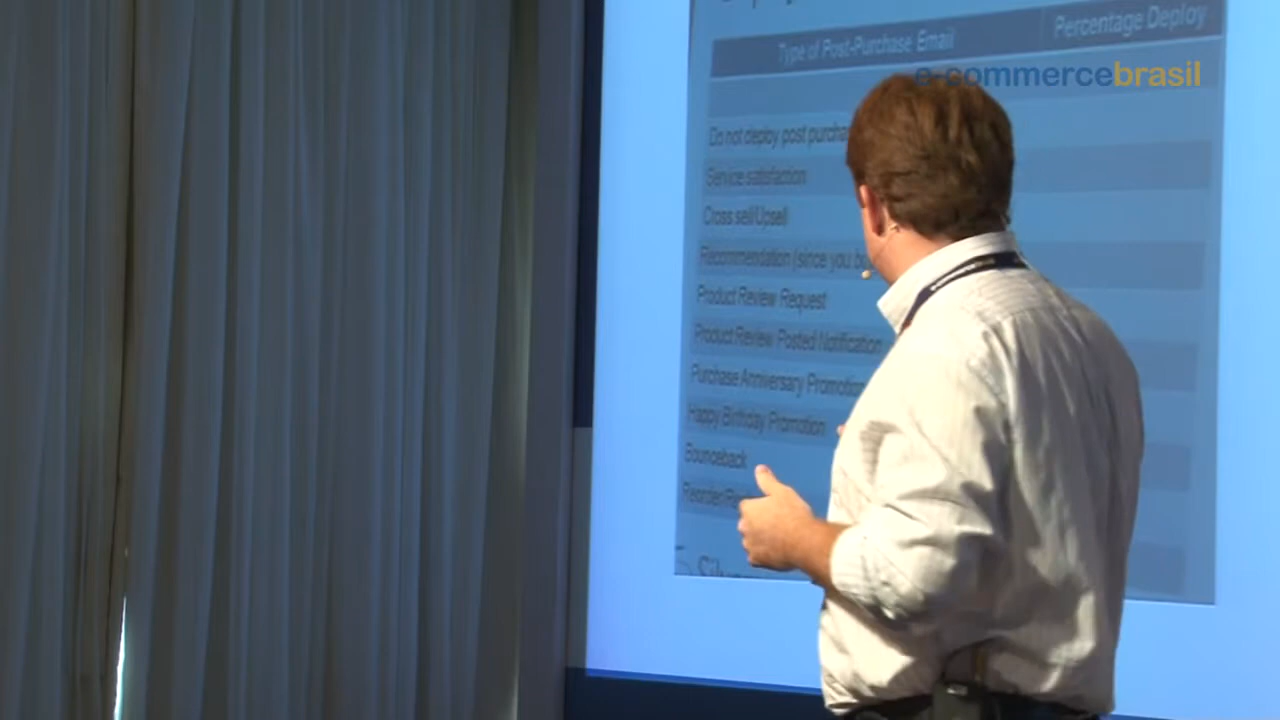 Type of Post-Purchase Email
Percentage Deploy
e-commercebrasil
Do not deploy post purcha
Service satisfaction
Cross sell/Upsell
Recommendation (since you bo
Product Review Request
Product Review Posted Notification
Purchase Anniversary Promotion
Happy Birthday Promotion
Bounceback